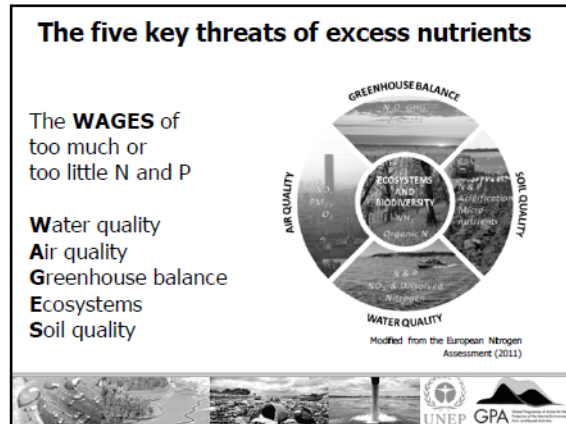 The five key threats of excess nutrients
The WAGES of
too much or
too little N and P
Water quality
Air quality
Greenhouse balance
Ecosystems
Soil quality
GREENHOUSE BALANCE
AIR QUALITY
SOIL QUALITY
WATER QUALITY
ECOSYSTEMS
AND
BIODIVERSITY
NH₃
Organic N
N & P
Acidification
Micro
nutrients
N & P
& Dissolved
Nitrogen
Modified from the European Nitrogen
Assessment (2011)
UNEP
GPA